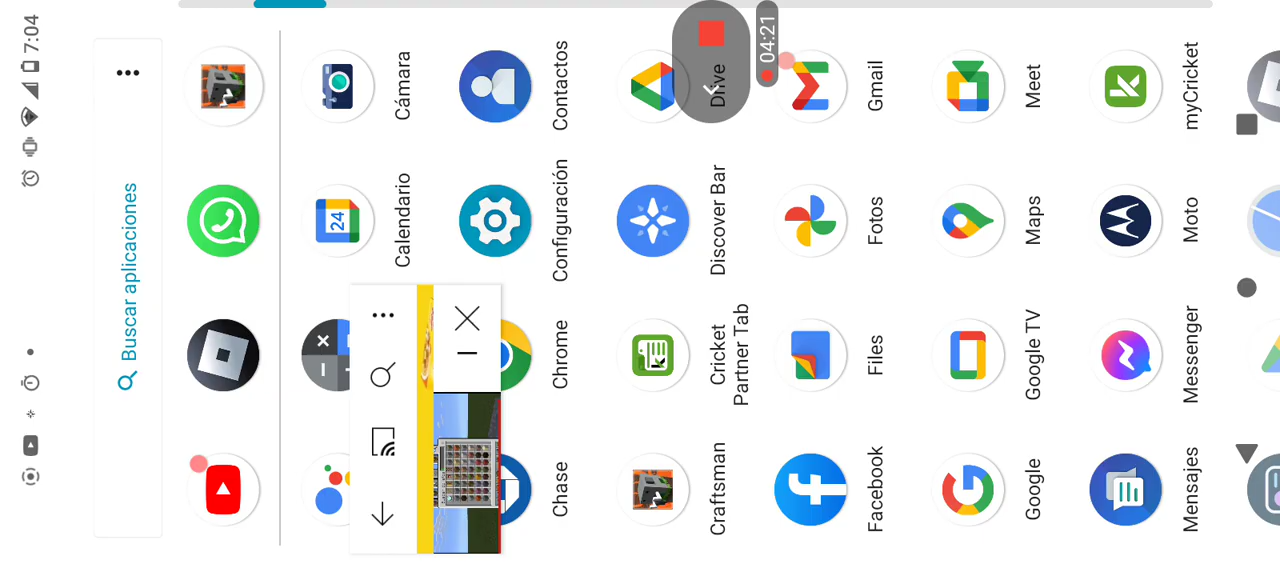 7:04
Buscar aplicaciones
24
Calendario
Cámara
Chase
Chrome
Configuración
Contactos
Craftsman
Cricket
Partner Tab
Discover Bar
Drive
04:21
Facebook
Files
Fotos
Gmail
Google
Google TV
Maps
Meet
Mensajes
Messenger
Moto
myCricket